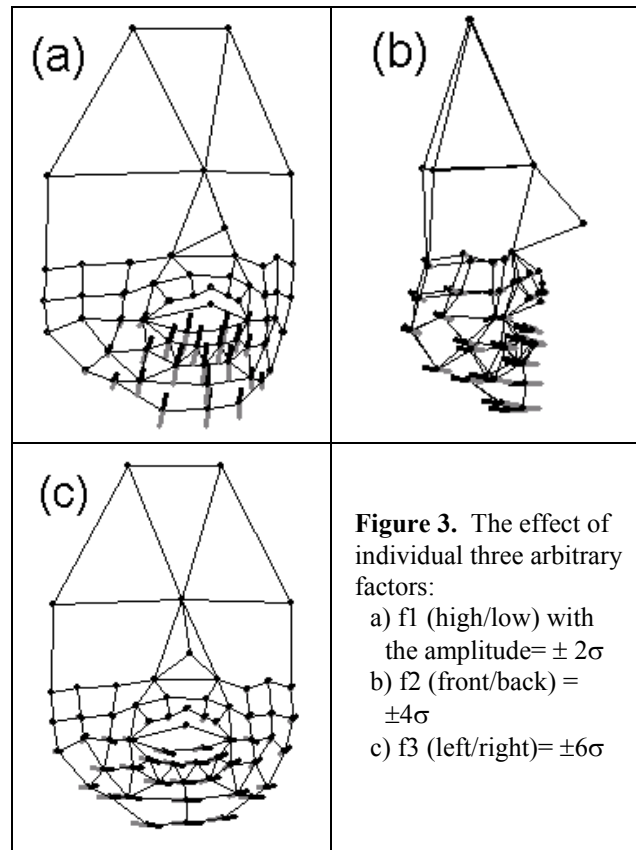 (a)
(b)
(c)
Figure 3. The effect of
individual three arbitrary
factors:
a) f1 (high/low) with
the amplitude= ± 2σ
b) f2 (front/back) =
±4σ
c) f3 (left/right)= ±6σ